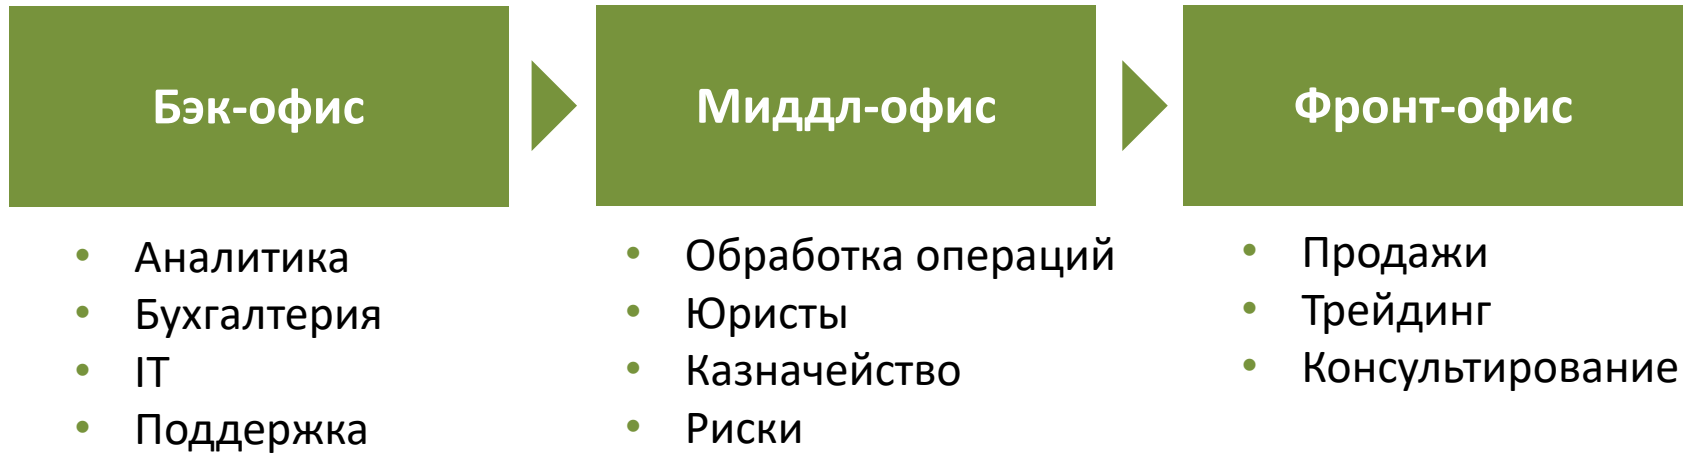 Бэк-офис
• Аналитика
• Бухгалтерия
• IT
• Поддержка
Миддл-офис
• Обработка операций
• Юристы
• Казначейство
• Риски
Фронт-офис
• Продажи
• Трейдинг
• Консультирование